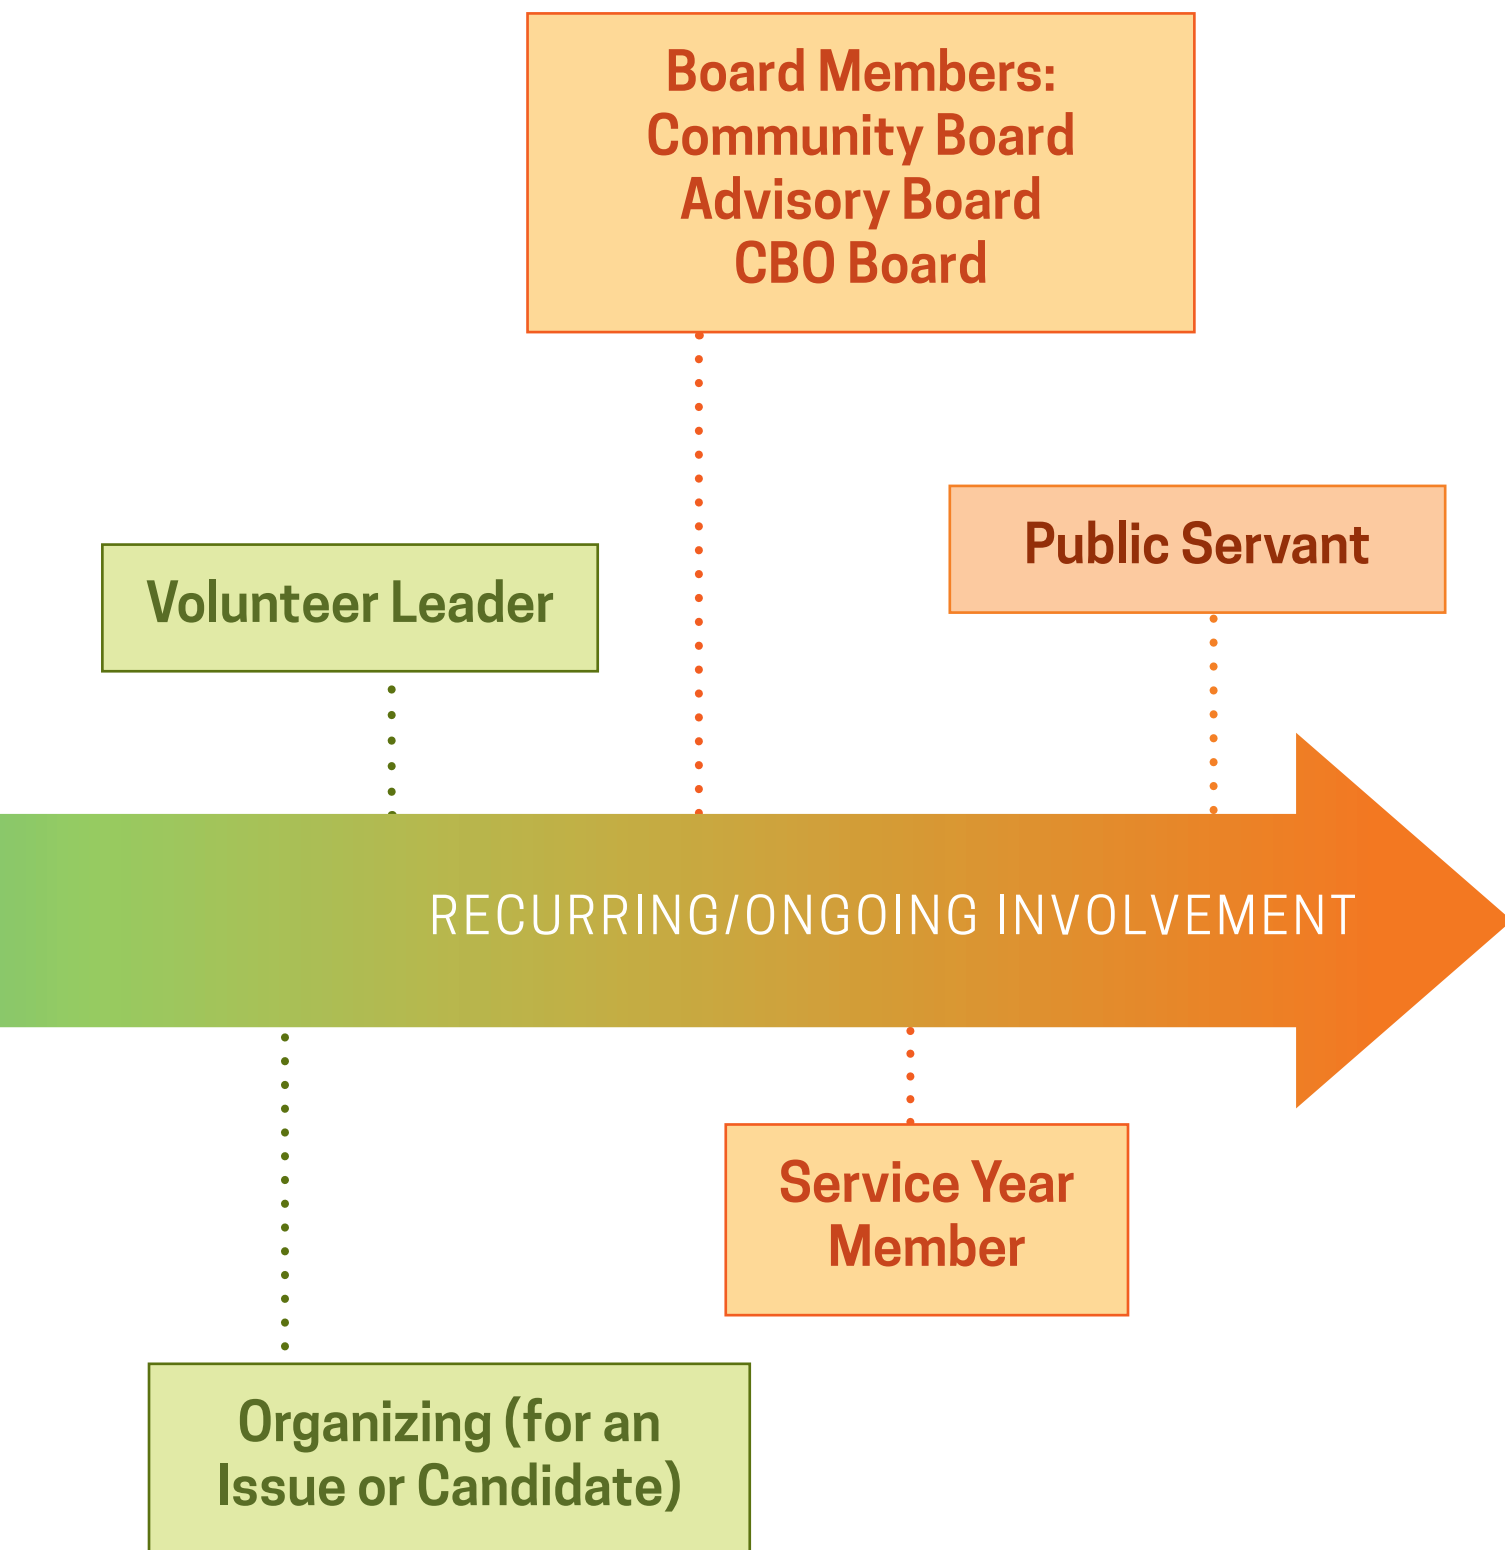 Board Members:
Community Board
Advisory Board
CBO Board
Public Servant
Volunteer Leader
RECURRING/ONGOING INVOLVEMENT
Service Year
Member
Organizing (for an
Issue or Candidate)